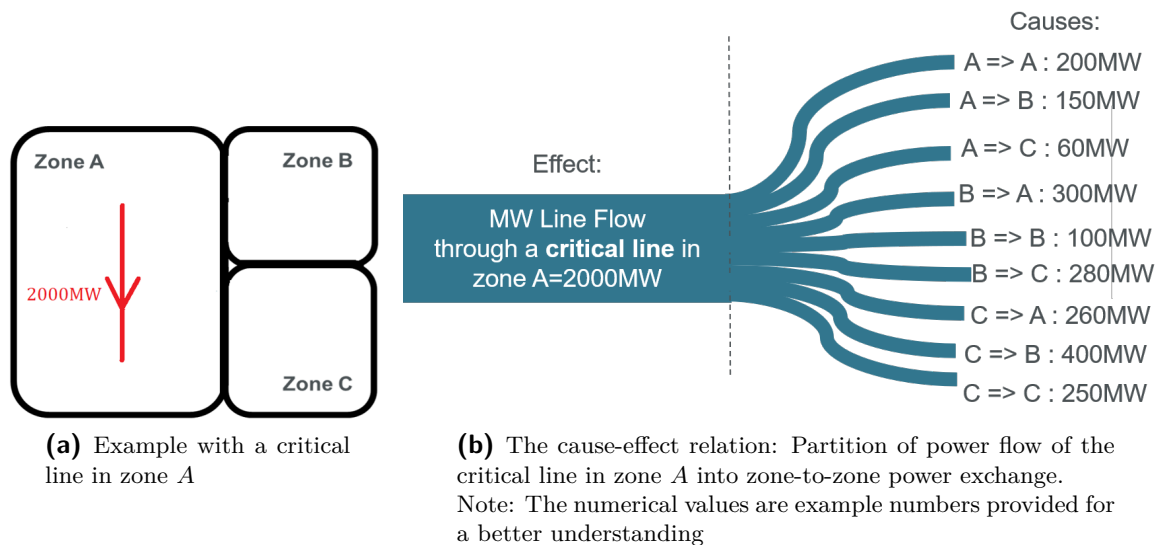 Zone A
2000MW
Zone B
Zone C
(a) Example with a critical
line in zone A
Effect:
MW Line Flow
through a critical line in
zone A=2000MW
Causes:
A => A : 200MW
A => B : 150MW
A => C : 60MW
B => A : 300MW
B => B : 100MW
B => C : 280MW
C => A : 260MW
C => B : 400MW
C => C : 250MW
(b) The cause-effect relation: Partition of power flow of the
critical line in zone A into zone-to-zone power exchange.
Note: The numerical values are example numbers provided for
a better understanding